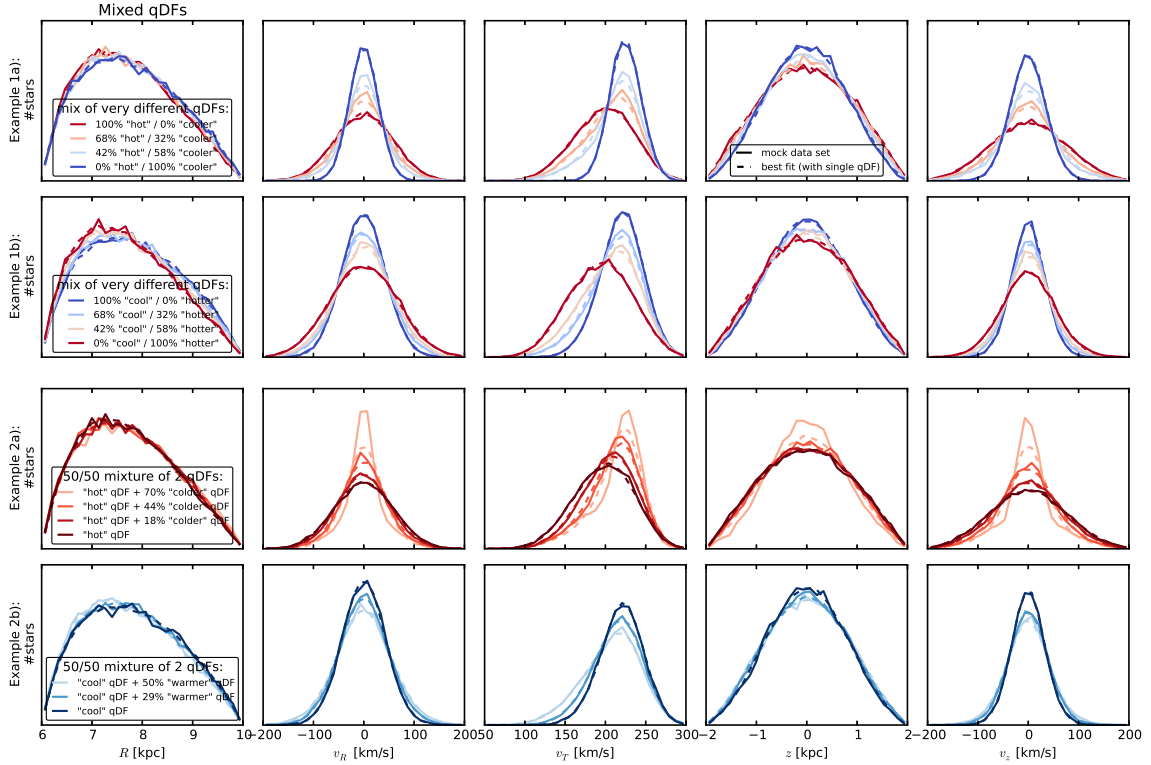 Mixed qDFs
Example 1a):
#stars
mix of very different qDFs:
100% "hot" / 0% "cooler"
68% "hot" / 32% "cooler"
42% "hot" / 58% "cooler"
0% "hot" / 100% "cooler"
mock data set
best fit (with single qDF)
Example 1b):
#stars
mix of very different qDFs:
100% "cool" / 0% "hotter"
68% "cool" / 32% "hotter"
42% "cool" / 58% "hotter"
0% "cool" / 100% "hotter"
Example 2a):
#stars
50/50 mixture of 2 qDFs:
"hot" qDF + 70% "colder" qDF
"hot" qDF + 44% "colder" qDF
"hot" qDF + 18% "colder" qDF
"hot" qDF
Example 2b):
#stars
50/50 mixture of 2 qDFs:
"cool" qDF + 50% "warmer" qDF
"cool" qDF + 29% "warmer" qDF
"cool" qDF
6 7 8 9 10
−200 −100 0 100 200
50 100 150 200 250 300
−2 −1 0 1 2
−200 −100 0 100 200
R [kpc]
v_R [km/s]
v_T [km/s]
z [kpc]
v_z [km/s]